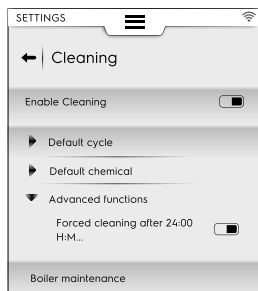 SETTINGS
Cleaning
Enable Cleaning
Default cycle
Default chemical
Advanced functions
Forced cleaning after 24:00
H:M...
Boiler maintenance